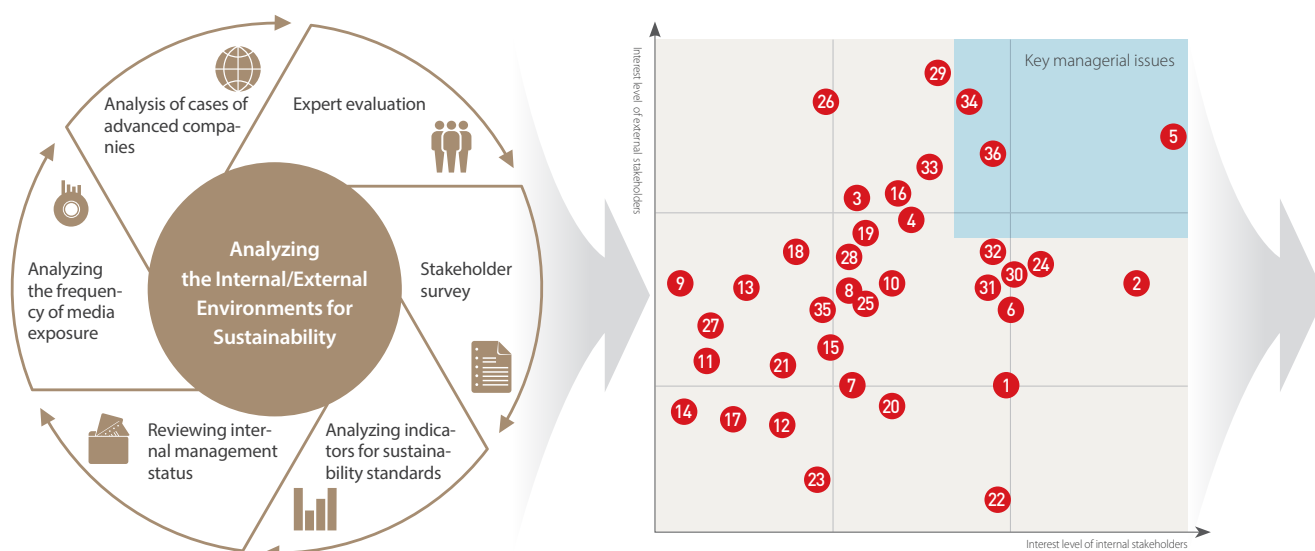 Analysis of cases of
advanced compa-
nies
Expert evaluation
Analyzing
the Internal/External
Environments for
Sustainability
Stakeholder
survey
Analyzing
the frequen-
cy of media
exposure
Reviewing inter-
nal management
status
Analyzing indica-
tors for sustain-
ability standards
Interest level of external stakeholders
Key managerial issues
29
26
34
5
36
33
16
3
4
19
18
28
32
24
30
9
13
8
10
31
2
25
35
6
27
15
11
21
7
1
14
20
17
12
23
22
Interest level of internal stakeholders